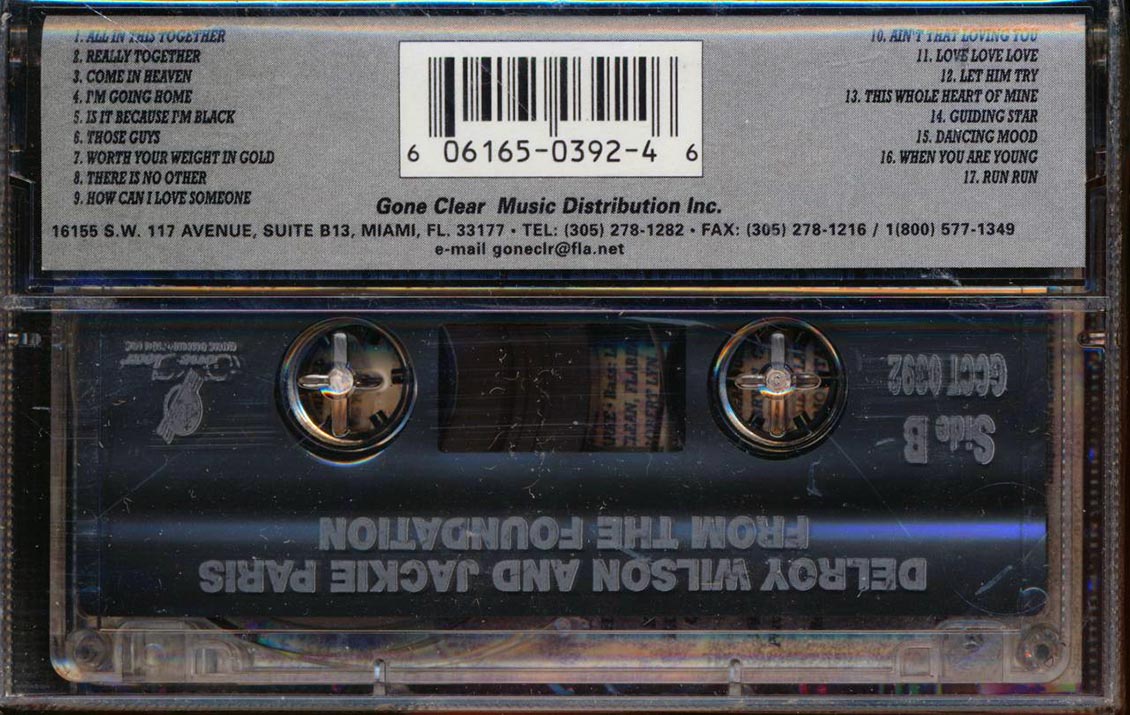 1. ALL IN THIS TOGETHER
2. REALLY TOGETHER
3. COME IN HEAVEN
4. I'M GOING HOME
5. IS IT BECAUSE I'M BLACK
6. THOSE GUYS
7. WORTH YOUR WEIGHT IN GOLD
8. THERE IS NO OTHER
9. HOW CAN I LOVE SOMEONE
10. AIN'T THAT LOVING YOU
11. LOVE LOVE LOVE
12. LET HIM TRY
13. THIS WHOLE HEART OF MINE
14. GUIDING STAR
15. DANCING MOOD
16. WHEN YOU ARE YOUNG
17. RUN RUN
6 06165-0392-4 6
Gone Clear Music Distribution Inc.
16155 S.W. 117 AVENUE, SUITE B13, MIAMI, FL. 33177 • TEL: (305) 278-1282 • FAX: (305) 278-1216 / 1(800) 577-1349
e-mail goneclr@fla.net
DELROY WILSON AND JACKIE PARIS
FROM THE FOUNDATION
Side B
GCCT 0392